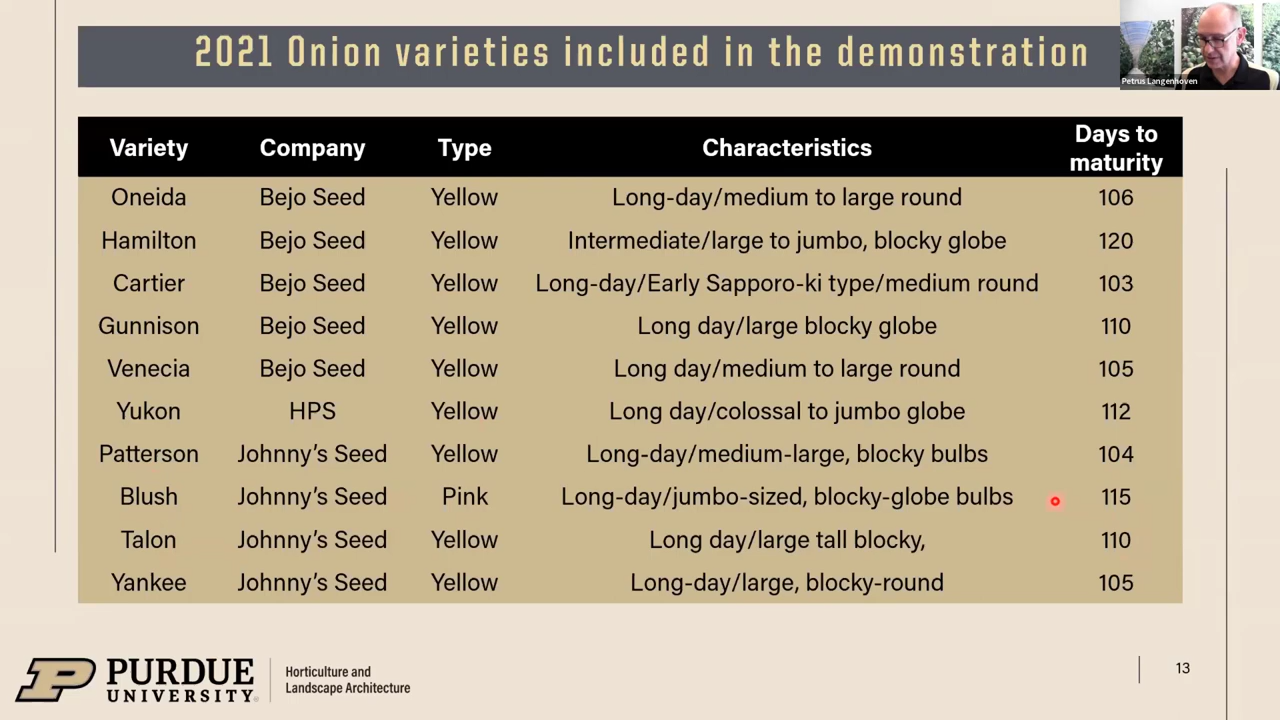 2021 Onion varieties included in the demonstration
Petrus Langenhoven
Variety Company Type Characteristics Days to maturity
Oneida Bejo Seed Yellow Long-day/medium to large round 106
Hamilton Bejo Seed Yellow Intermediate/large to jumbo, blocky globe 120
Cartier Bejo Seed Yellow Long-day/Early Sapporo-ki type/medium round 103
Gunnison Bejo Seed Yellow Long day/large blocky globe 110
Venecia Bejo Seed Yellow Long day/medium to large round 105
Yukon HPS Yellow Long day/colossal to jumbo globe 112
Patterson Johnny’s Seed Yellow Long-day/medium-large, blocky bulbs 104
Blush Johnny’s Seed Pink Long-day/jumbo-sized, blocky-globe bulbs 115
Talon Johnny’s Seed Yellow Long day/large tall blocky, 110
Yankee Johnny’s Seed Yellow Long-day/large, blocky-round 105
P PURDUE
UNIVERSITY®
Horticulture and
Landscape Architecture
13